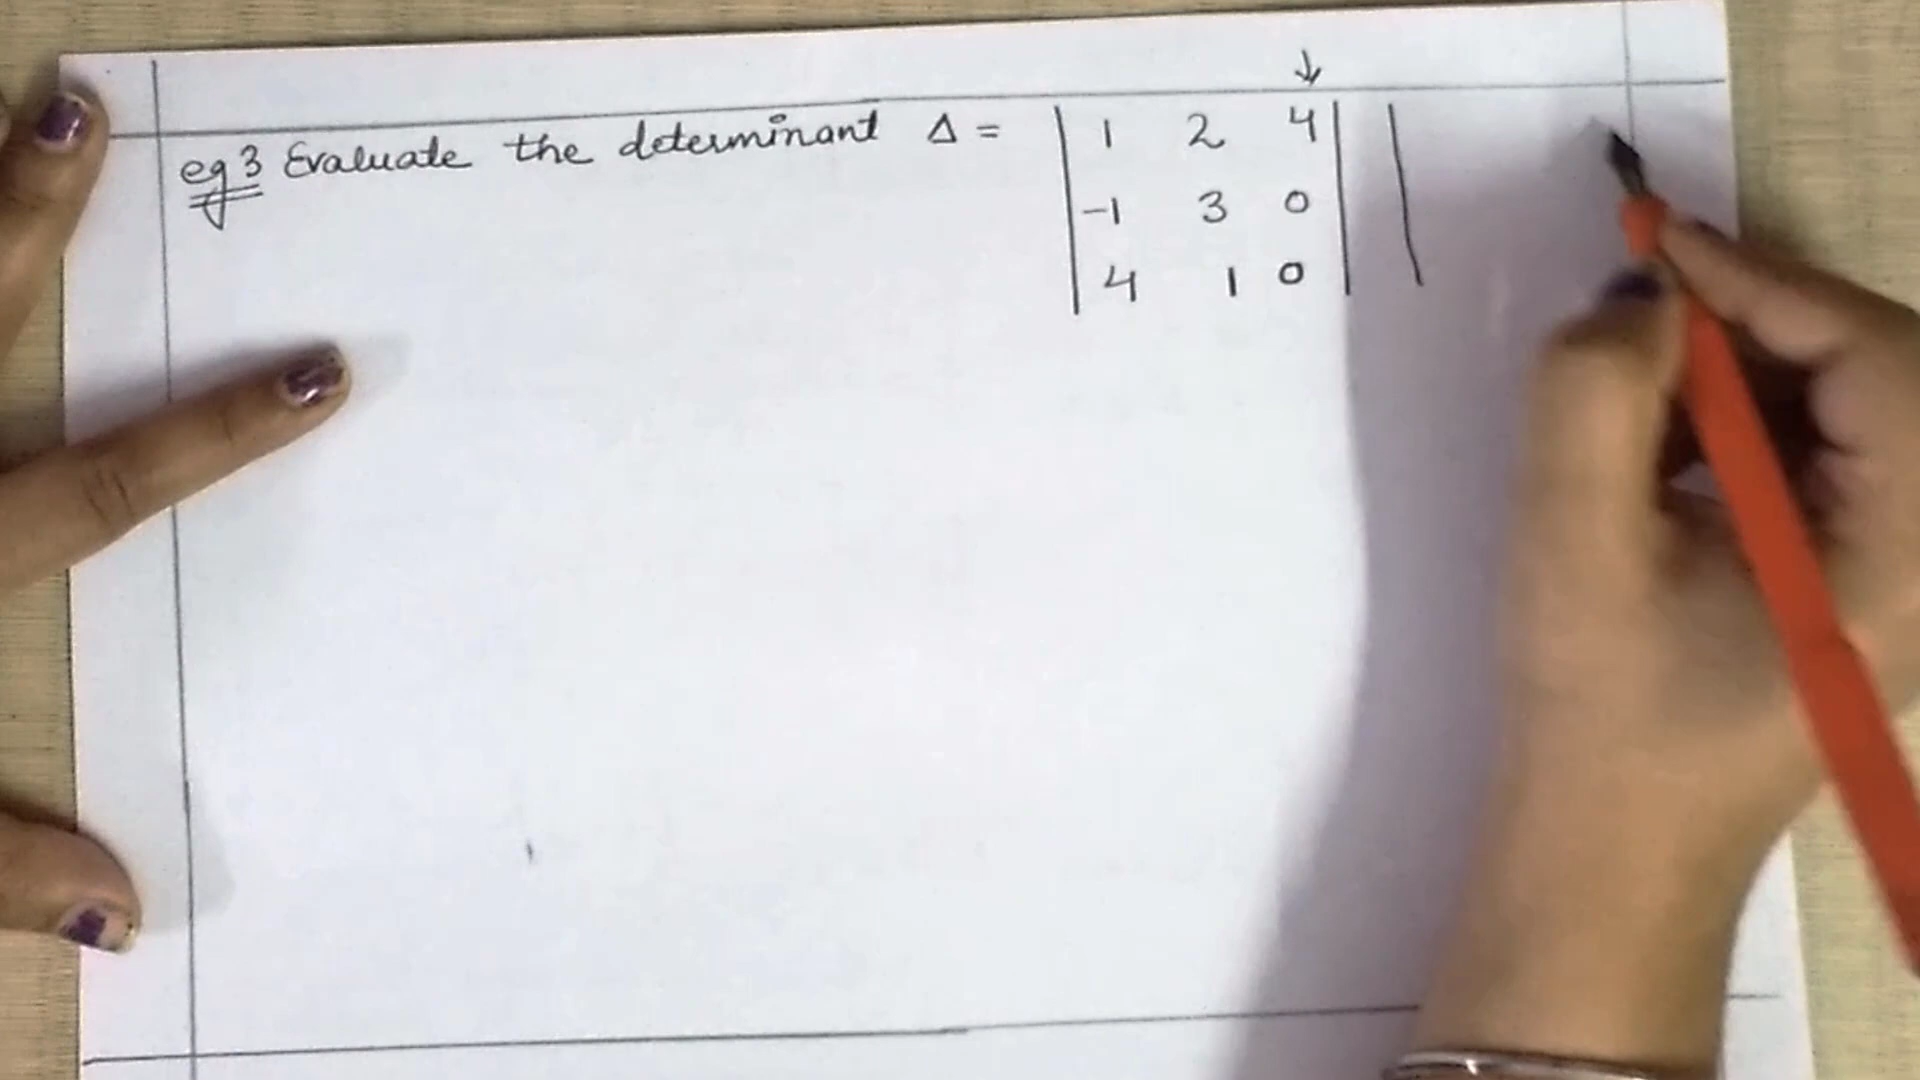 eg 3 Evaluate the determinant Δ = | 1 2 4 |
| -1 3 0 |
| 4 1 0 |